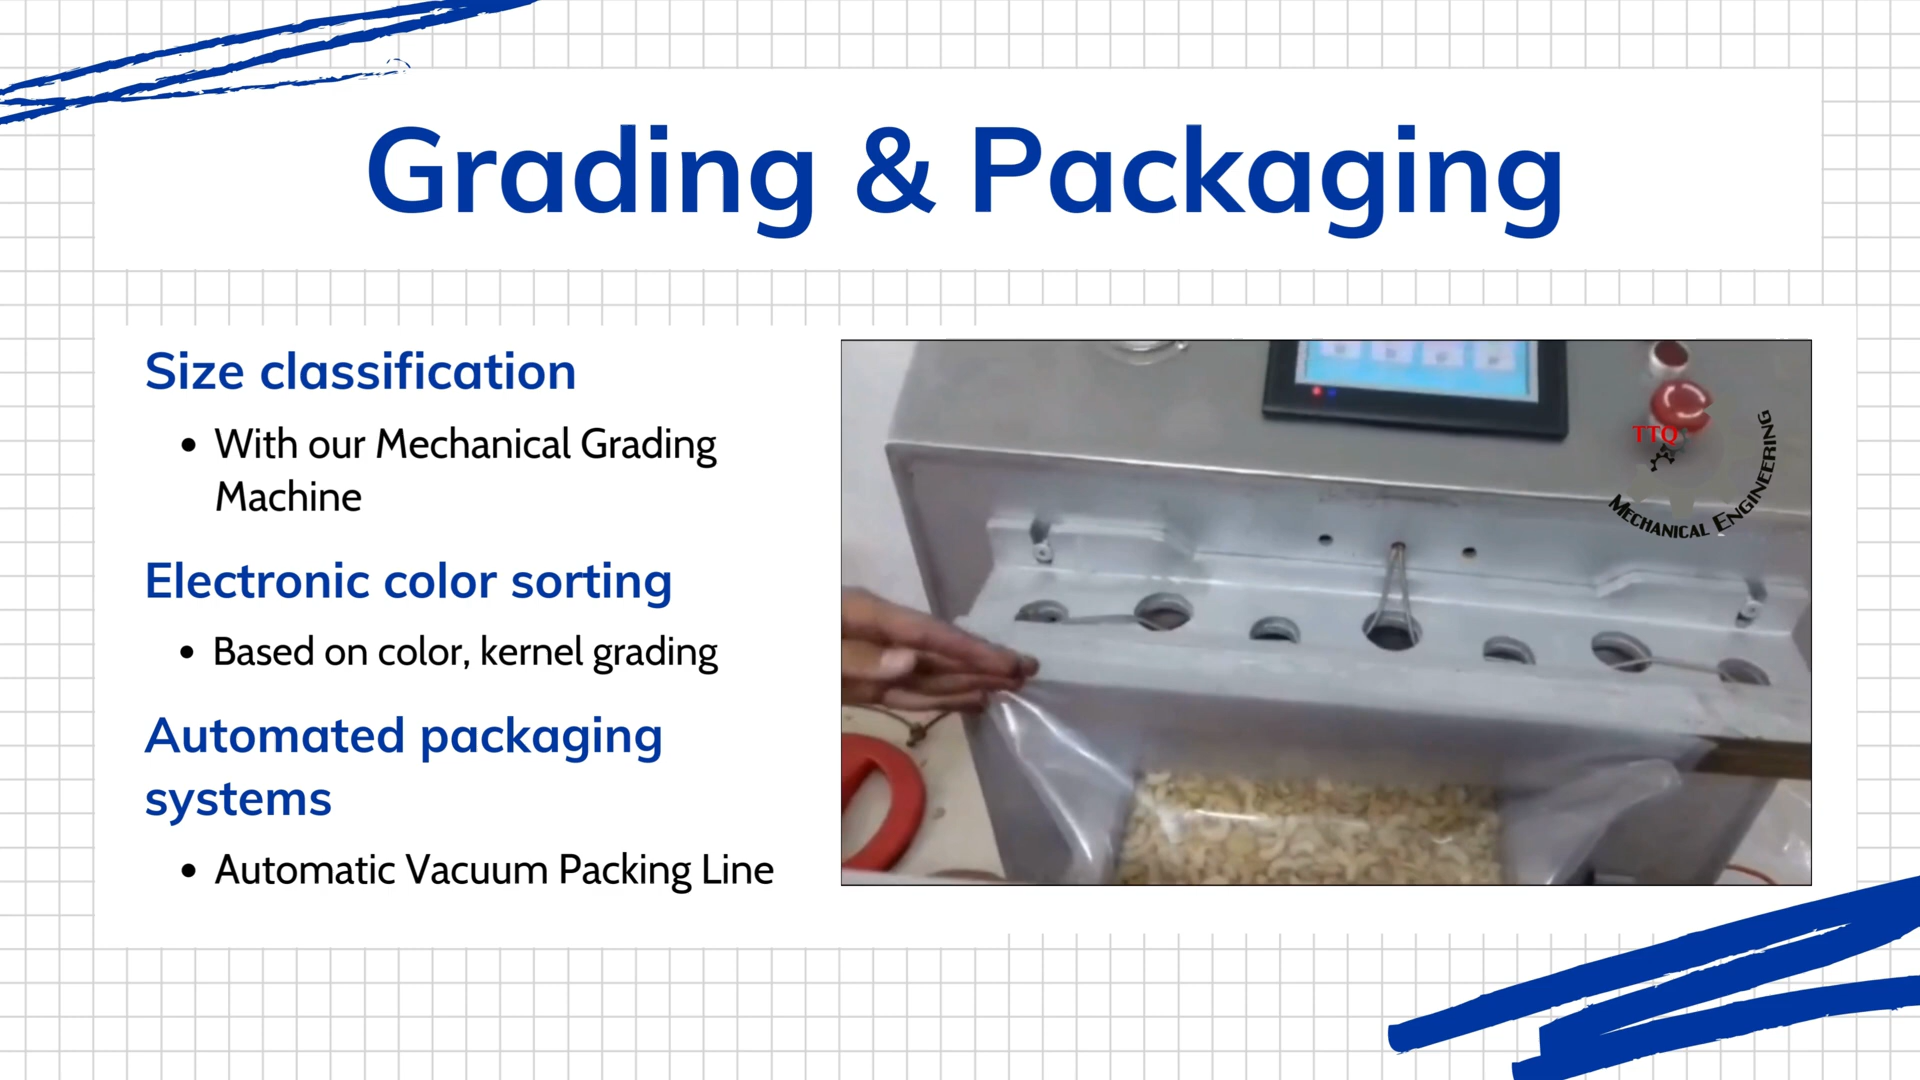 Grading & Packaging
Size classification
• With our Mechanical Grading
Machine
Electronic color sorting
• Based on color, kernel grading
Automated packaging
systems
• Automatic Vacuum Packing Line
TTQ
MECHANICAL ENGINEERING